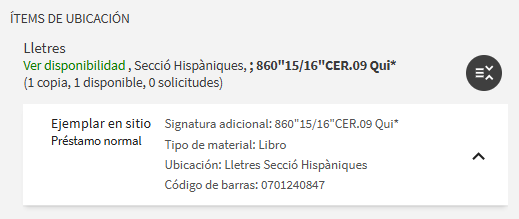 ÍTEMS DE UBICACIÓN
Lletres
Ver disponibilidad , Secció Hispàniques, ; 860"15/16"CER.09 Qui*
(1 copia, 1 disponible, 0 solicitudes)
Ejemplar en sitio
Préstamo normal
Signatura adicional: 860"15/16"CER.09 Qui*
Tipo de material: Libro
Ubicación: Lletres Secció Hispàniques
Código de barras: 0701240847